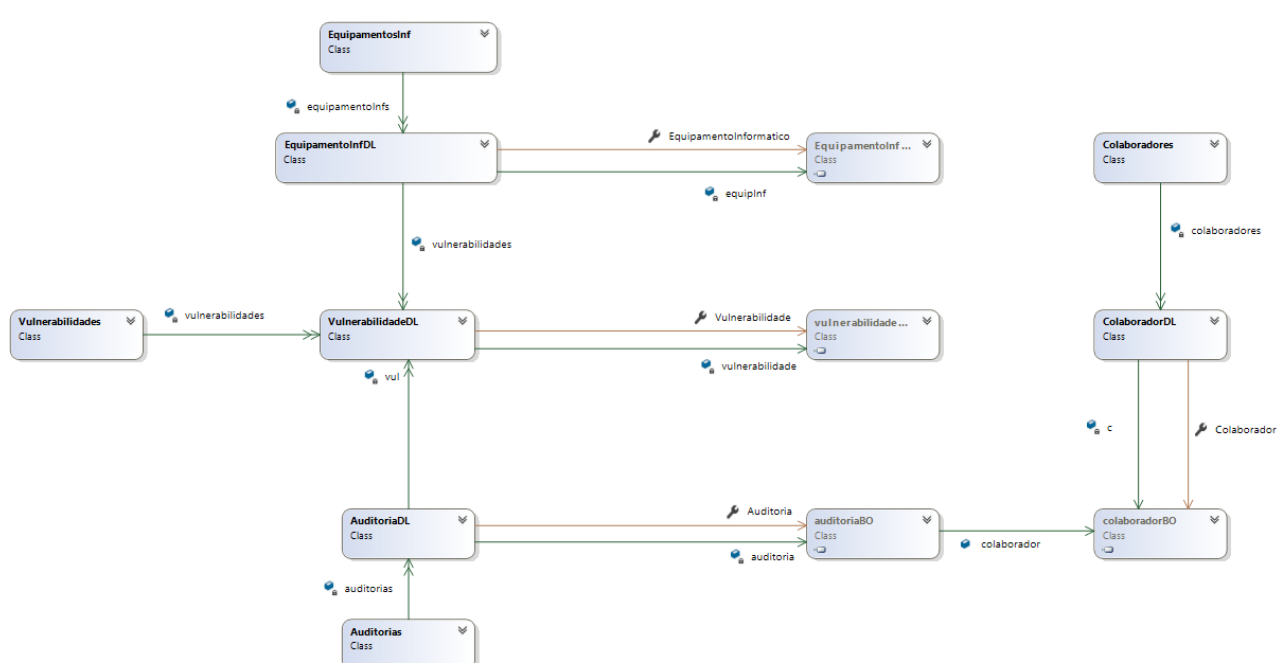 EquipamentosInf
Class
equipamentoInfs
EquipamentoInfDL
Class
EquipamentoInformatico
EquipamentoInf...
Class
equipInf
Colaboradores
Class
vulnerabilidades
colaboradores
Vulnerabilidades
Class
vulnerabilidades
VulnerabilidadeDL
Class
Vulnerabilidade
vulnerabilidade...
Class
vulnerabilidade
ColaboradorDL
Class
vul
c
Colaborador
AuditoriaDL
Class
Auditoria
auditoriaBO
Class
auditoria
colaborador
colaboradorBO
Class
auditorias
Auditorias
Class